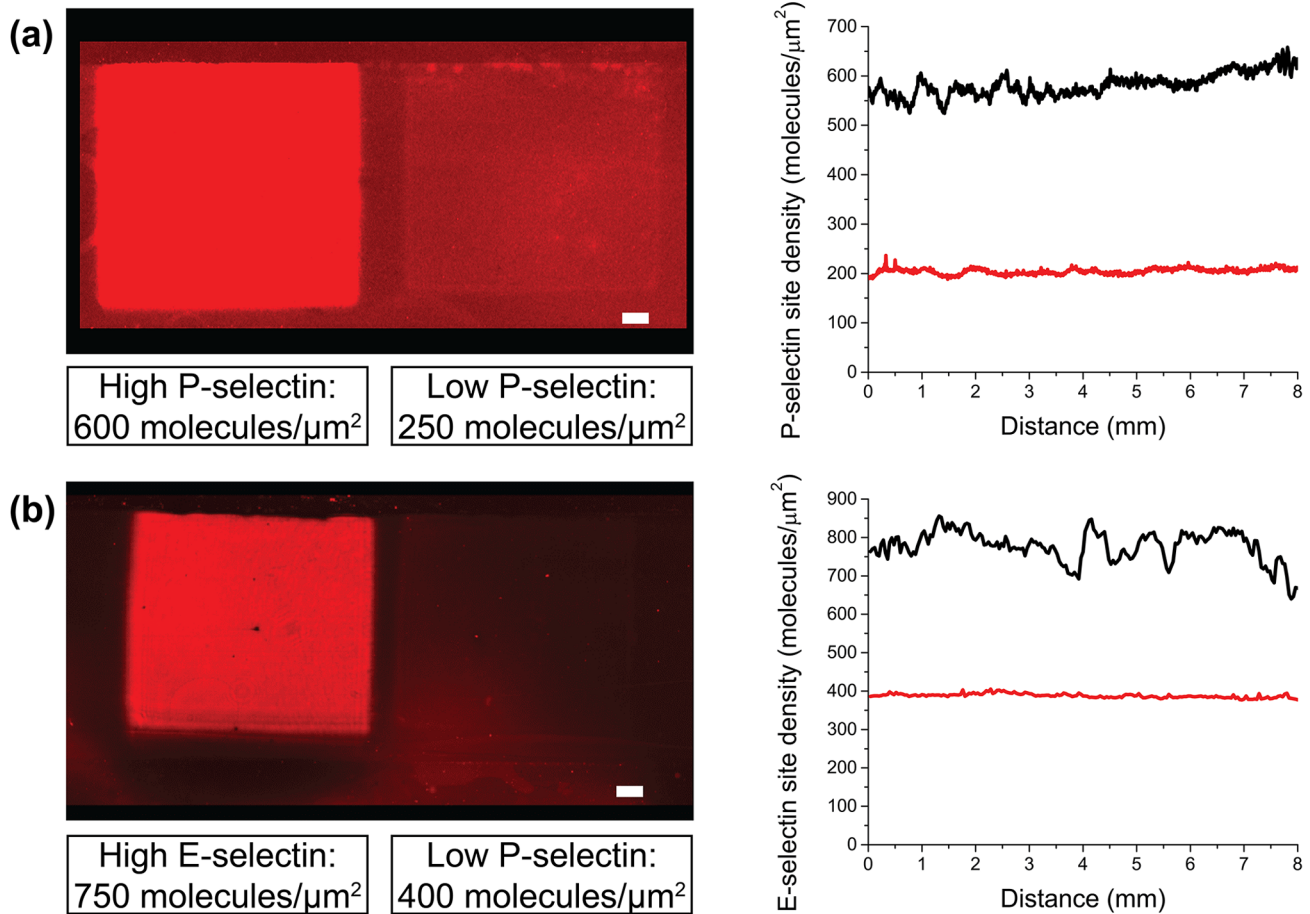 (a)
High P-selectin:
600 molecules/µm²
Low P-selectin:
250 molecules/µm²
P-selectin site density (molecules/µm²)
700
600
500
400
300
200
100
0
0 1 2 3 4 5 6 7 8
Distance (mm)
(b)
High E-selectin:
750 molecules/µm²
Low P-selectin:
400 molecules/µm²
E-selectin site density (molecules/µm²)
900
800
700
600
500
400
300
200
100
0
0 1 2 3 4 5 6 7 8
Distance (mm)